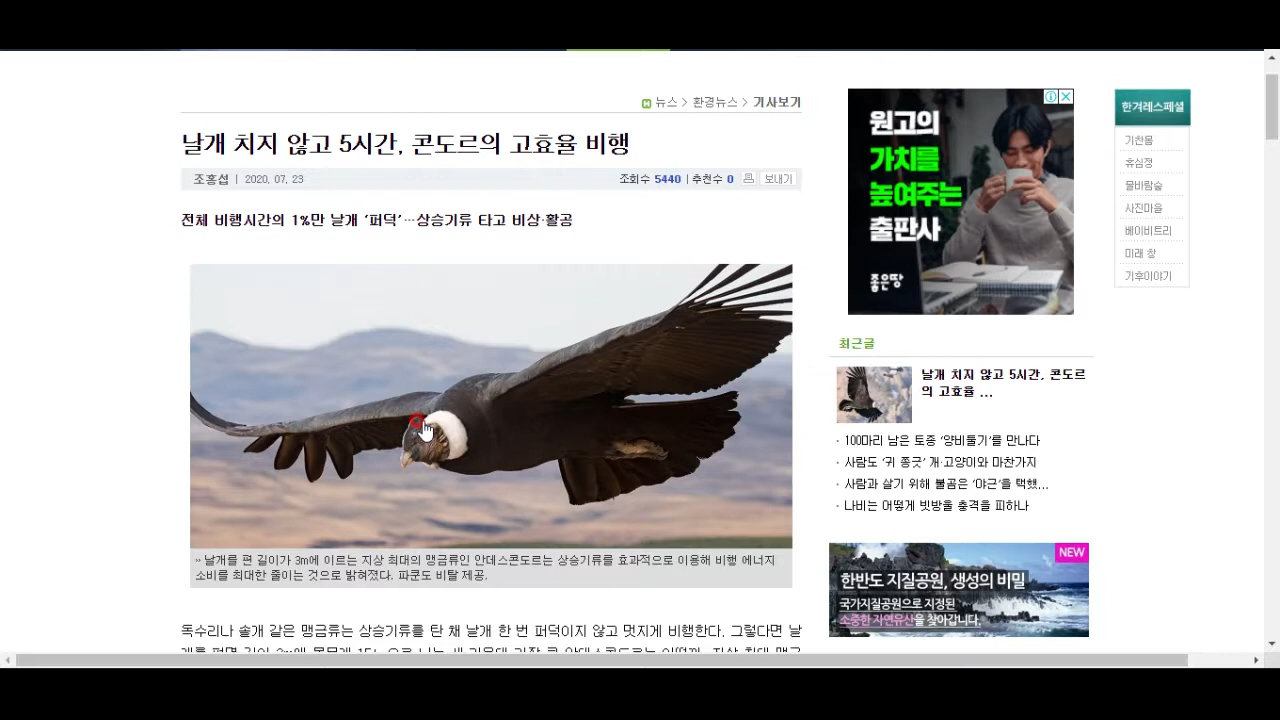 뉴스 > 환경뉴스 > 기사보기
날개 치지 않고 5시간, 콘도르의 고효율 비행
조홍섭 | 2020. 07. 23
조회수 5440 | 추천수 0 보내기
전체 비행시간의 1%만 날개 ‘퍼덕’…상승기류 타고 비상·활공
›› 날개를 편 길이가 3m에 이르는 지상 최대의 맹금류인 안데스콘도르는 상승기류를 효과적으로 이용해 비행 에너지
소비를 최대한 줄이는 것으로 밝혀졌다. 파쿤도 비탈 제공.
독수리나 솔개 같은 맹금류는 상승기류를 탄 채 날개 한 번 퍼덕이지 않고 멋지게 비행한다. 그렇다면 날
원고의
가치를
높여주는
출판사
좋은땅
최근글
날개 치지 않고 5시간, 콘도르
의 고효율 ...
· 100마리 남은 토종 ‘양비둘기’를 만나다
· 사람도 ‘귀 쫑긋’ 개·고양이와 마찬가지
· 사람과 살기 위해 불곰은 ‘야근’을 택했...
· 나비는 어떻게 빗방울 충격을 피하나
NEW
한반도 지질공원, 생성의 비밀
국가지질공원으로 지정된
소중한 자연유산을 찾아갑니다.
한겨레스페셜
기찬몸
휴심정
물바람숲
사진마을
베이비트리
미래 창
기후이야기